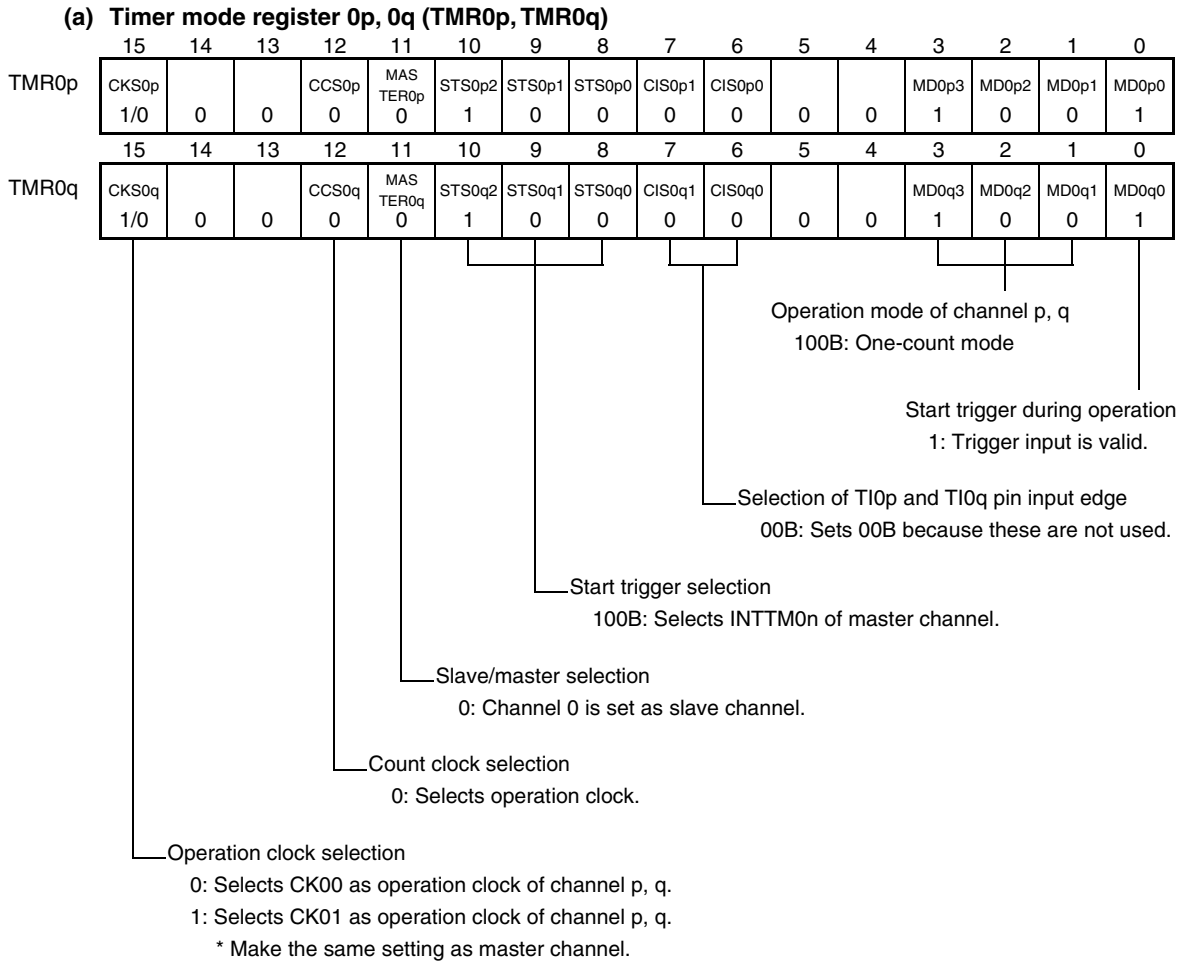 (a) Timer mode register 0p, 0q (TMR0p, TMR0q)
15 14 13 12 11 10 9 8 7 6 5 4 3 2 1 0
TMR0p CKS0p CCS0p MAS TER0p STS0p2 STS0p1 STS0p0 CIS0p1 CIS0p0 MD0p3 MD0p2 MD0p1 MD0p0
1/0 0 0 0 0 1 0 0 0 0 0 0 1 0 0 1
15 14 13 12 11 10 9 8 7 6 5 4 3 2 1 0
TMR0q CKS0q CCS0q MAS TER0q STS0q2 STS0q1 STS0q0 CIS0q1 CIS0q0 MD0q3 MD0q2 MD0q1 MD0q0
1/0 0 0 0 0 1 0 0 0 0 0 0 1 0 0 1
Operation mode of channel p, q
100B: One-count mode
Start trigger during operation
1: Trigger input is valid.
Selection of TI0p and TI0q pin input edge
00B: Sets 00B because these are not used.
Start trigger selection
100B: Selects INTTM0n of master channel.
Slave/master selection
0: Channel 0 is set as slave channel.
Count clock selection
0: Selects operation clock.
Operation clock selection
0: Selects CK00 as operation clock of channel p, q.
1: Selects CK01 as operation clock of channel p, q.
* Make the same setting as master channel.